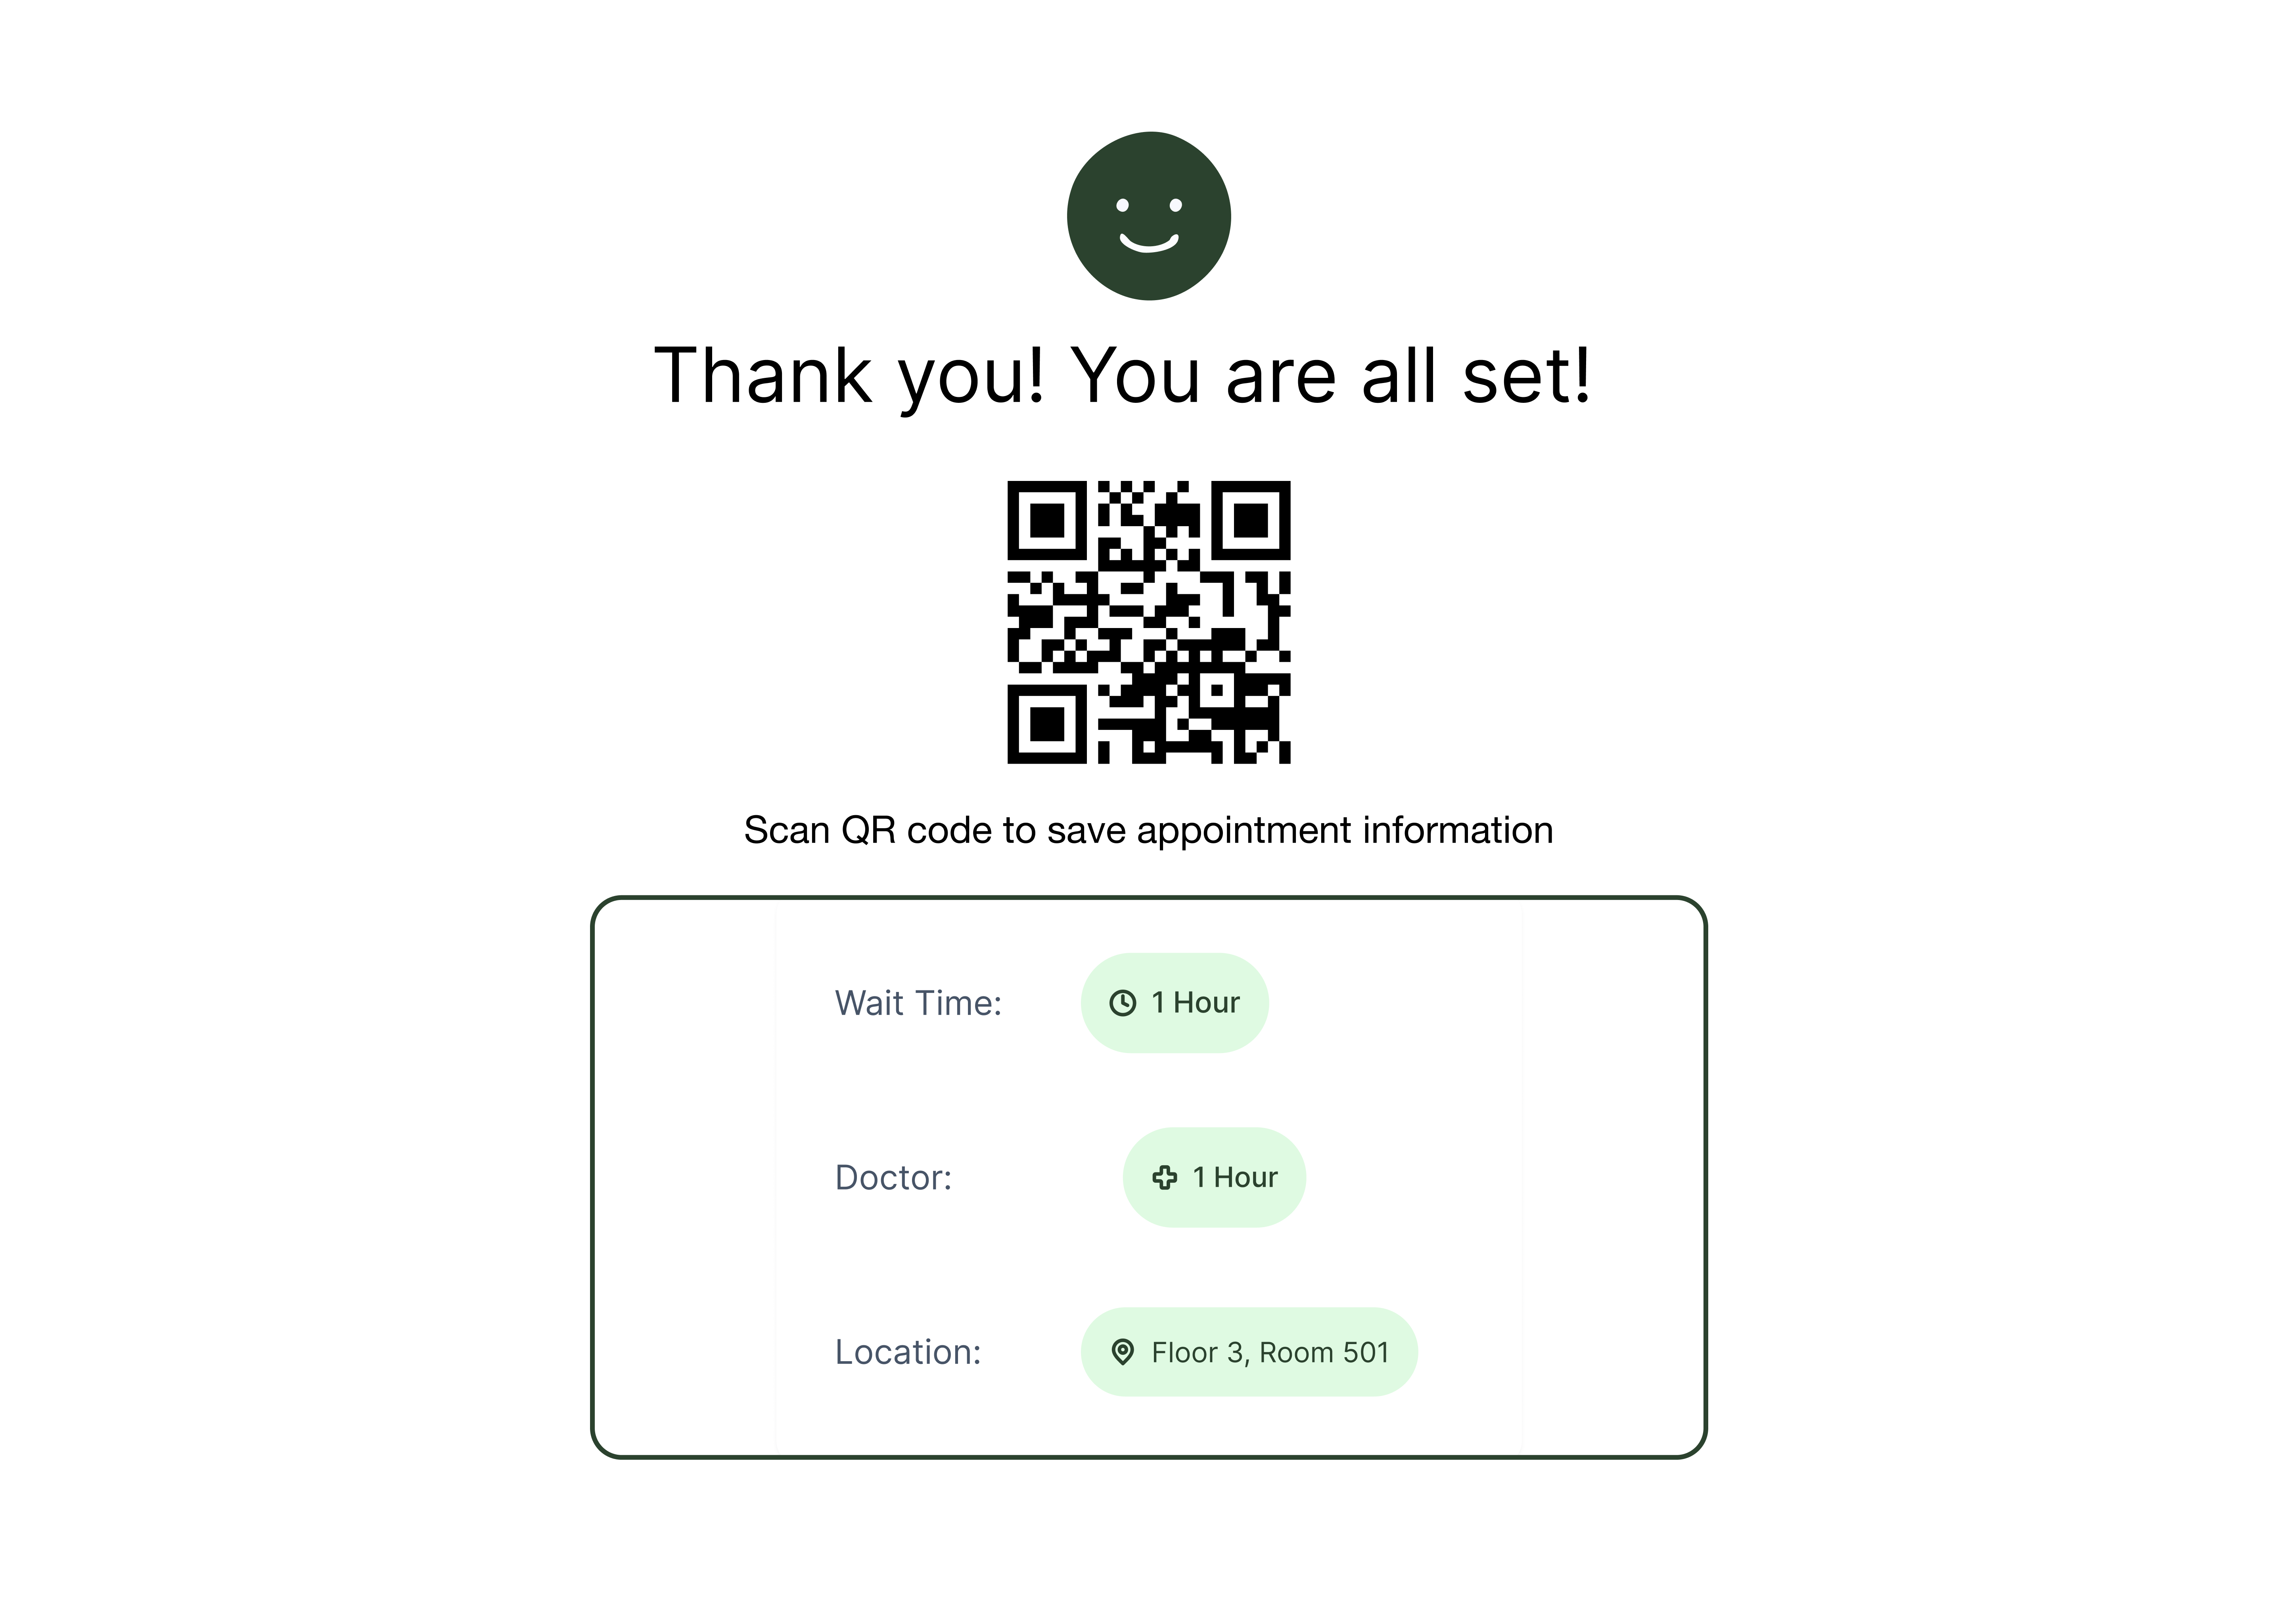 Thank you! You are all set!
Scan QR code to save appointment information
Wait Time: 1 Hour
Doctor: 1 Hour
Location: Floor 3, Room 501